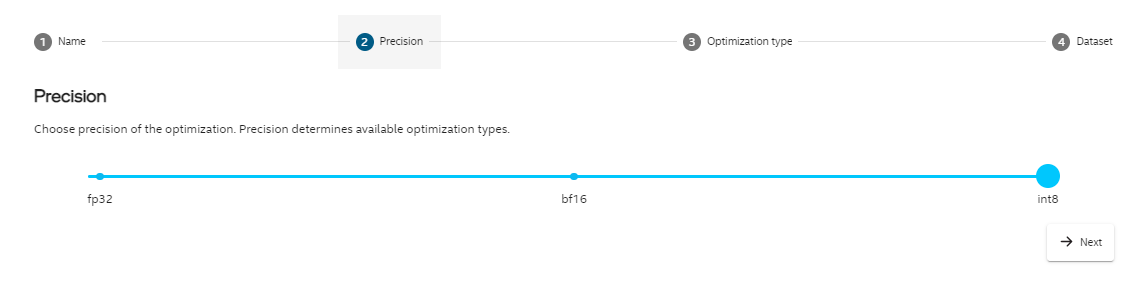 1 Name 2 Precision 3 Optimization type 4 Dataset
Precision
Choose precision of the optimization. Precision determines available optimization types.
fp32 bf16 int8
Next